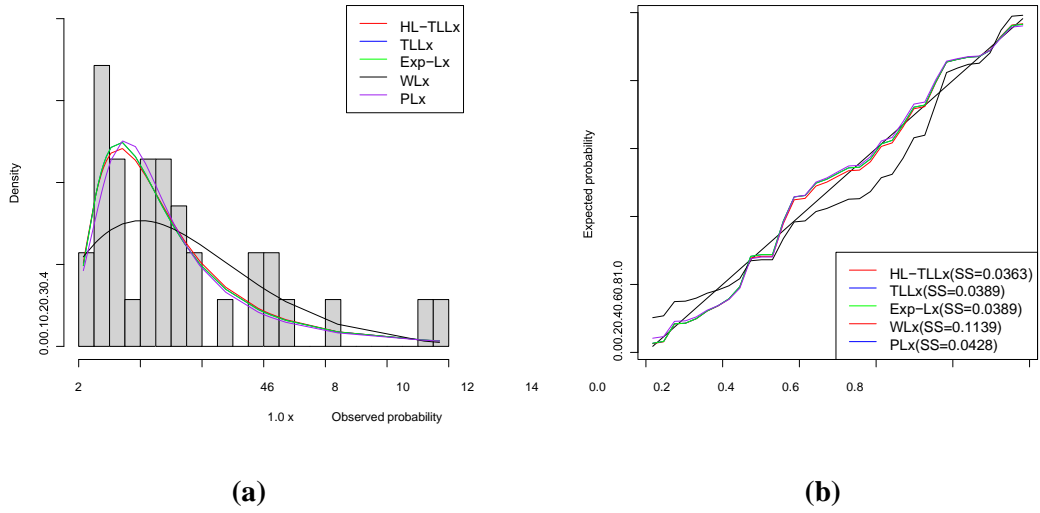 HL−TLLx
TLLx
Exp−Lx
WLx
PLx
Density
0.00.10.20.30.4
2 46 8 10 12 14
1.0 x Observed probability
(a)
Expected probability
0.00.20.40.60.81.0
HL−TLLx(SS=0.0363)
TLLx(SS=0.0389)
Exp−Lx(SS=0.0389)
WLx(SS=0.1139)
PLx(SS=0.0428)
0.0 0.2 0.4 0.6 0.8
(b)